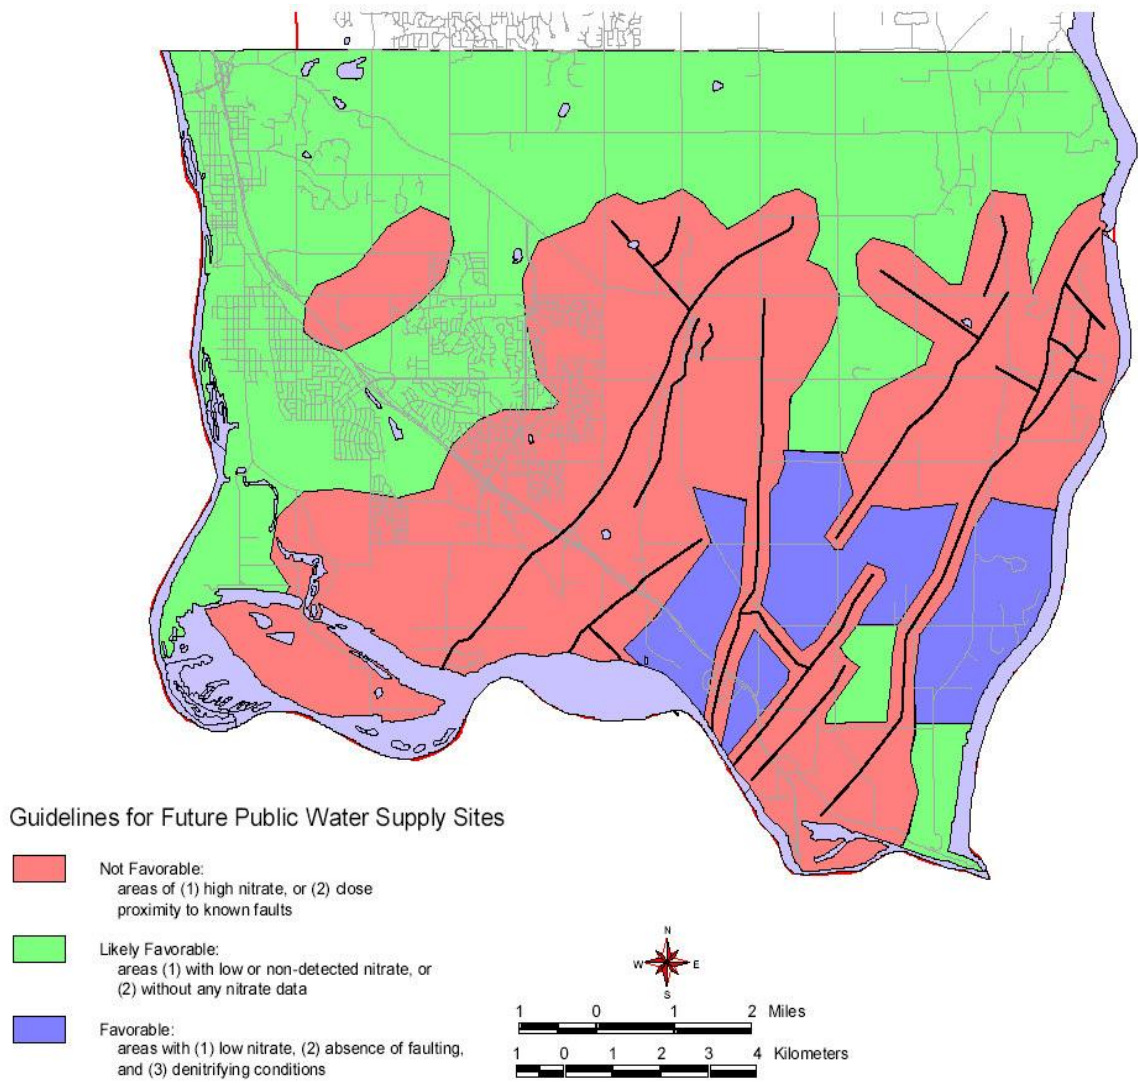 Guidelines for Future Public Water Supply Sites
Not Favorable:
areas of (1) high nitrate, or (2) close
proximity to known faults
Likely Favorable:
areas (1) with low or non-detected nitrate, or
(2) without any nitrate data
Favorable:
areas with (1) low nitrate, (2) absence of faulting,
and (3) denitrifying conditions
N
W E
S
1 0 1 2 Miles
1 0 1 2 3 4 Kilometers